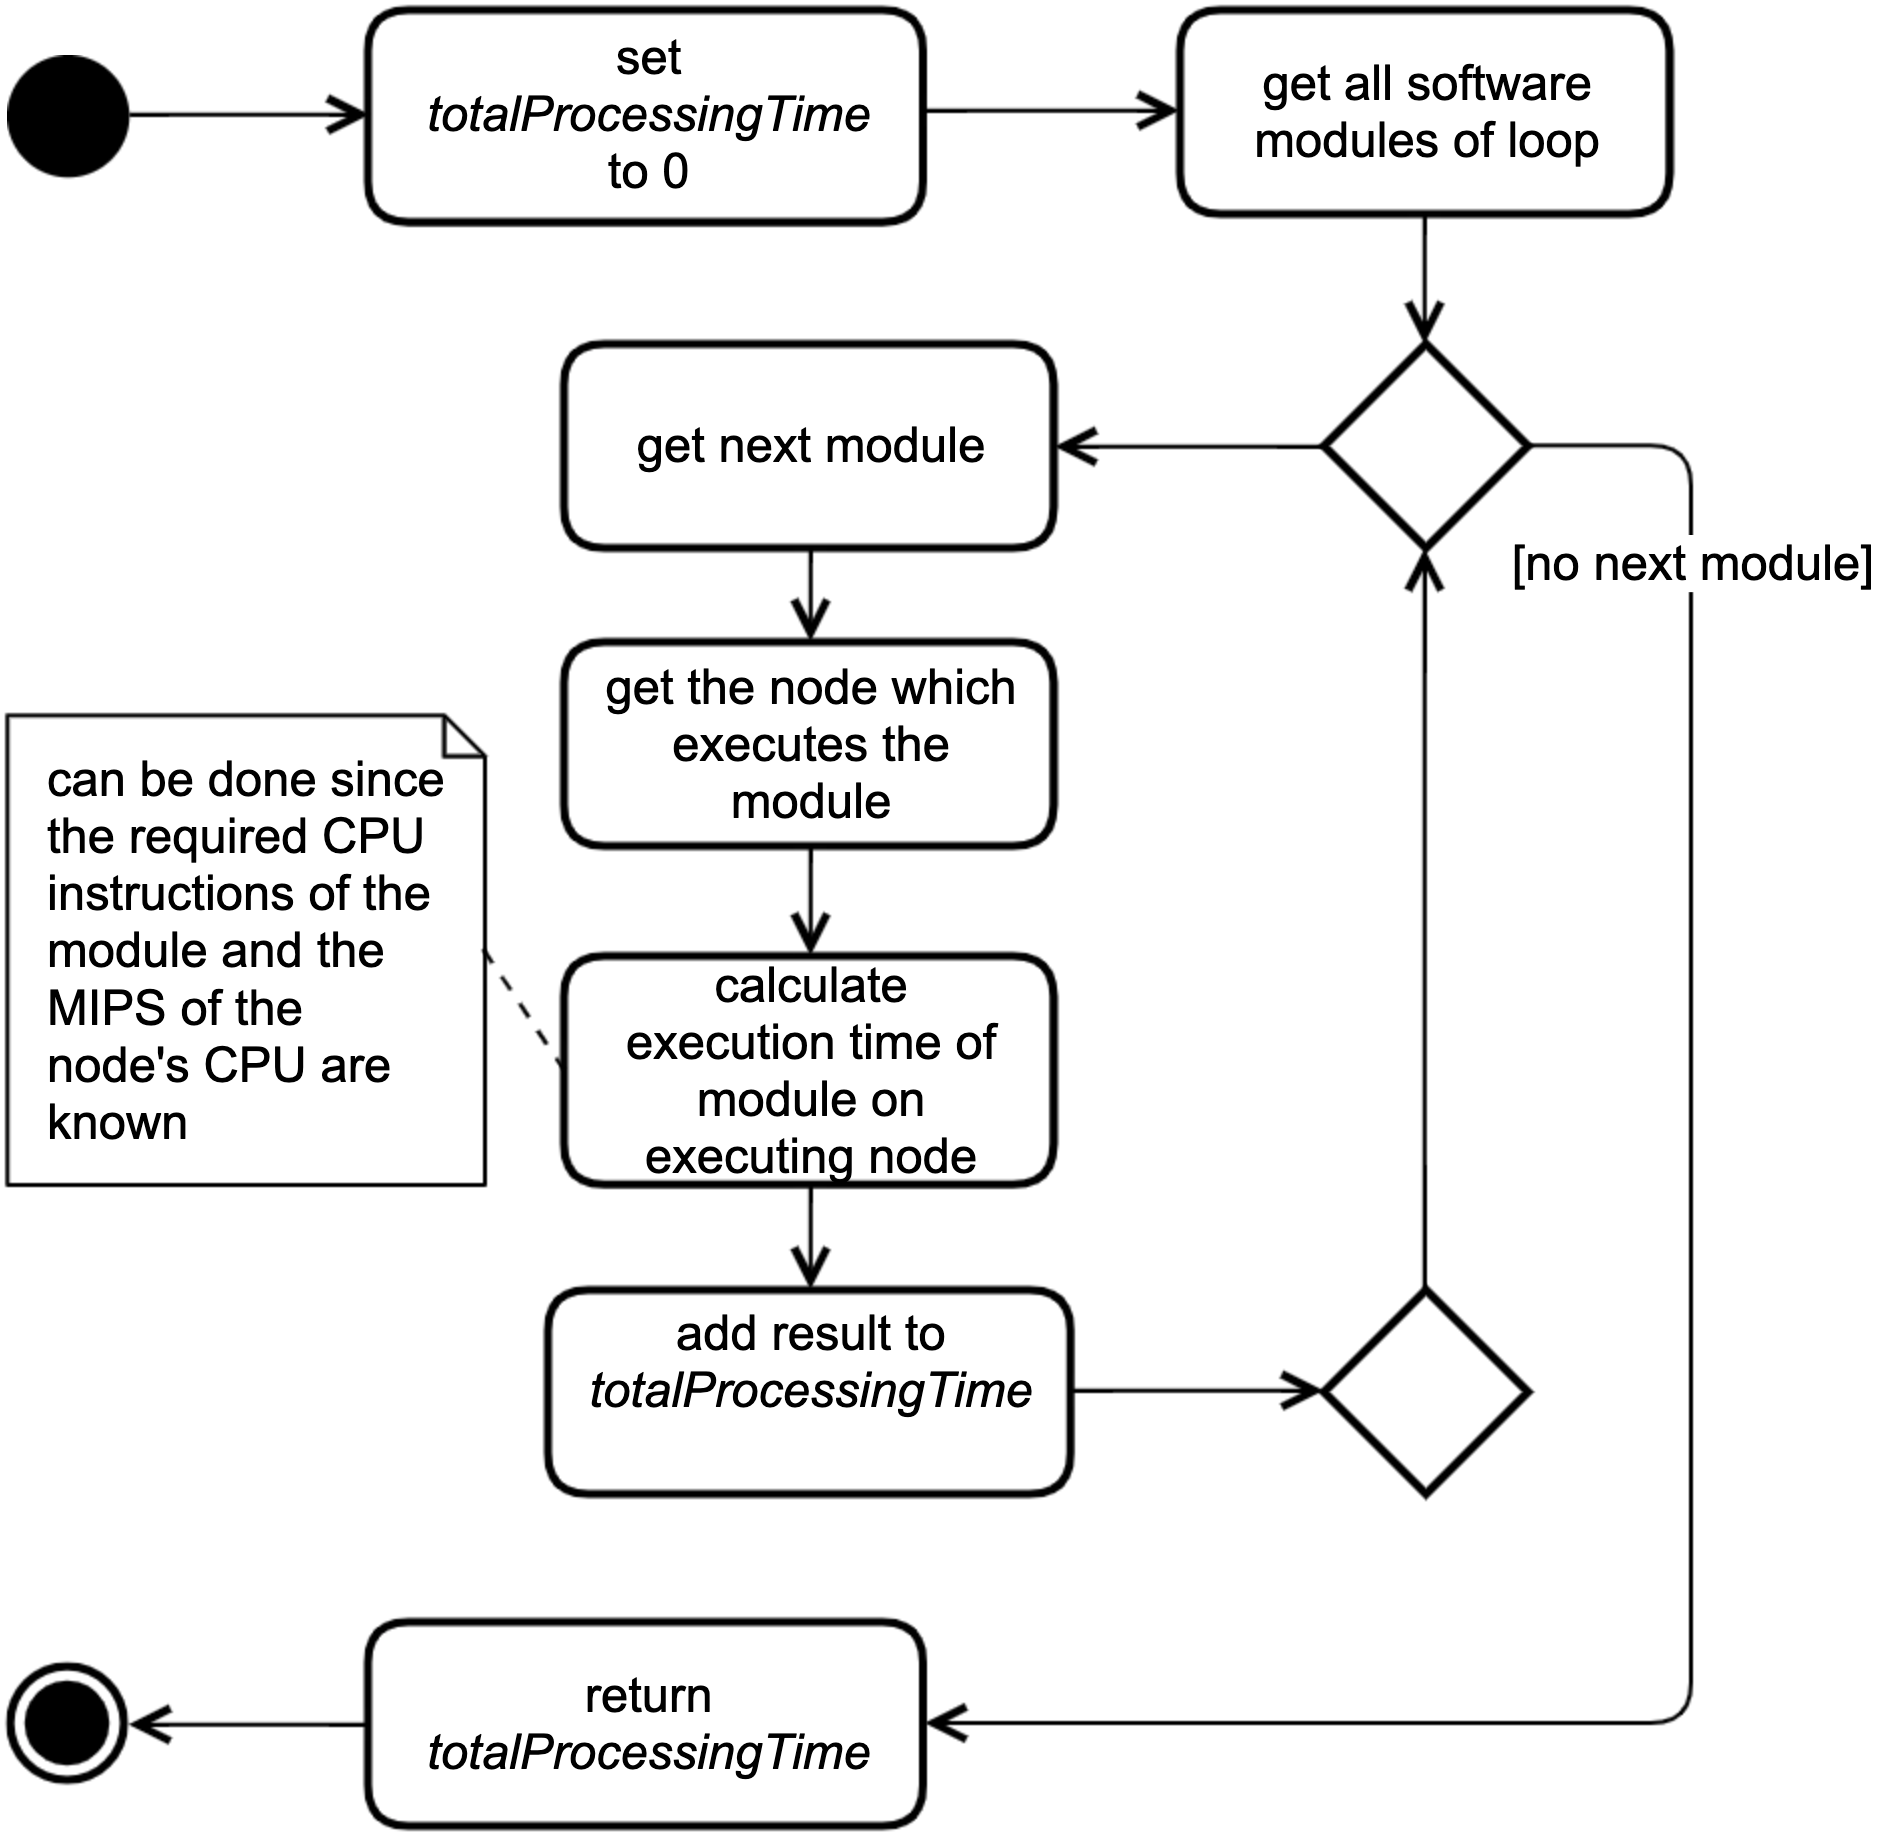 set
totalProcessingTime
to 0
get all software
modules of loop
get next module
[no next module]
get the node which
executes the
module
can be done since
the required CPU
instructions of the
module and the
MIPS of the
node's CPU are
known
calculate
execution time of
module on
executing node
add result to
totalProcessingTime
return
totalProcessingTime